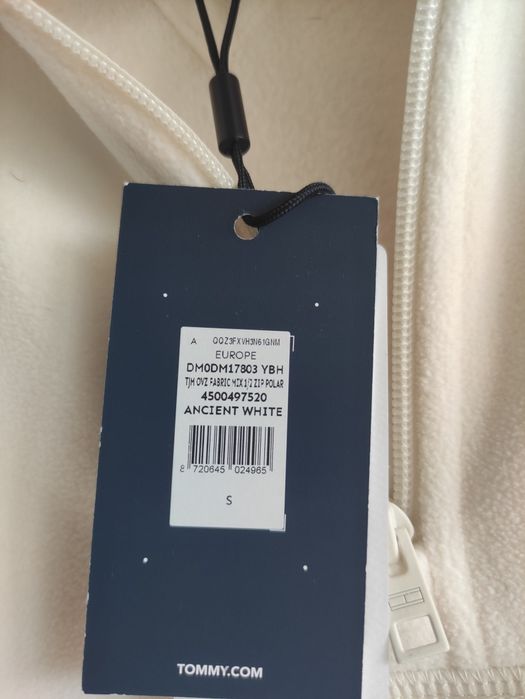 A QQZ3FXVH3N61GNM
EUROPE
DM0DM17803 YBH
TJM OVZ FABRIC MIX 1/2 ZIP POLAR
4500497520
ANCIENT WHITE
8 720645 024965
S
TOMMY.COM